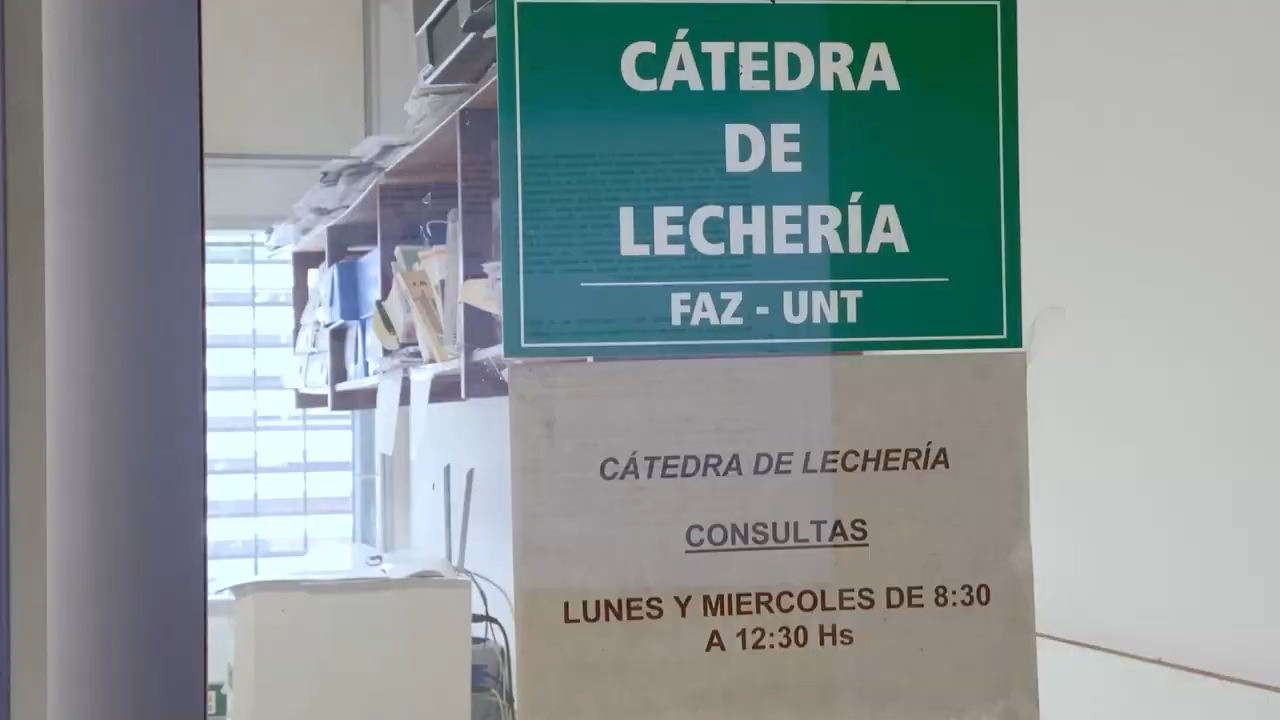 CÁTEDRA
DE
LECHERÍA
FAZ - UNT
CÁTEDRA DE LECHERÍA
CONSULTAS
LUNES Y MIERCOLES DE 8:30
A 12:30 Hs